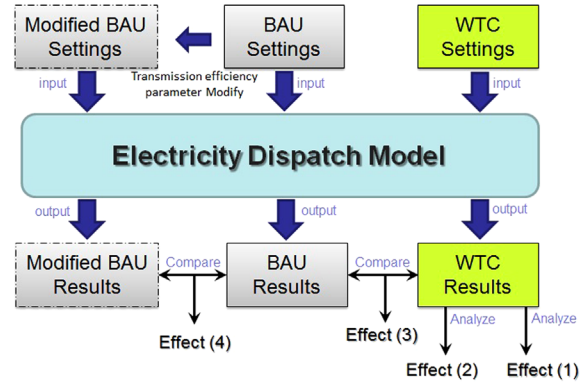 Modified BAU
Settings
BAU
Settings
WTC
Settings
Transmission efficiency
parameter Modify
input
input
input
Electricity Dispatch Model
output
output
output
Modified BAU
Results
Compare
BAU
Results
Compare
WTC
Results
Effect (4)
Effect (3)
Analyze
Analyze
Effect (2)
Effect (1)